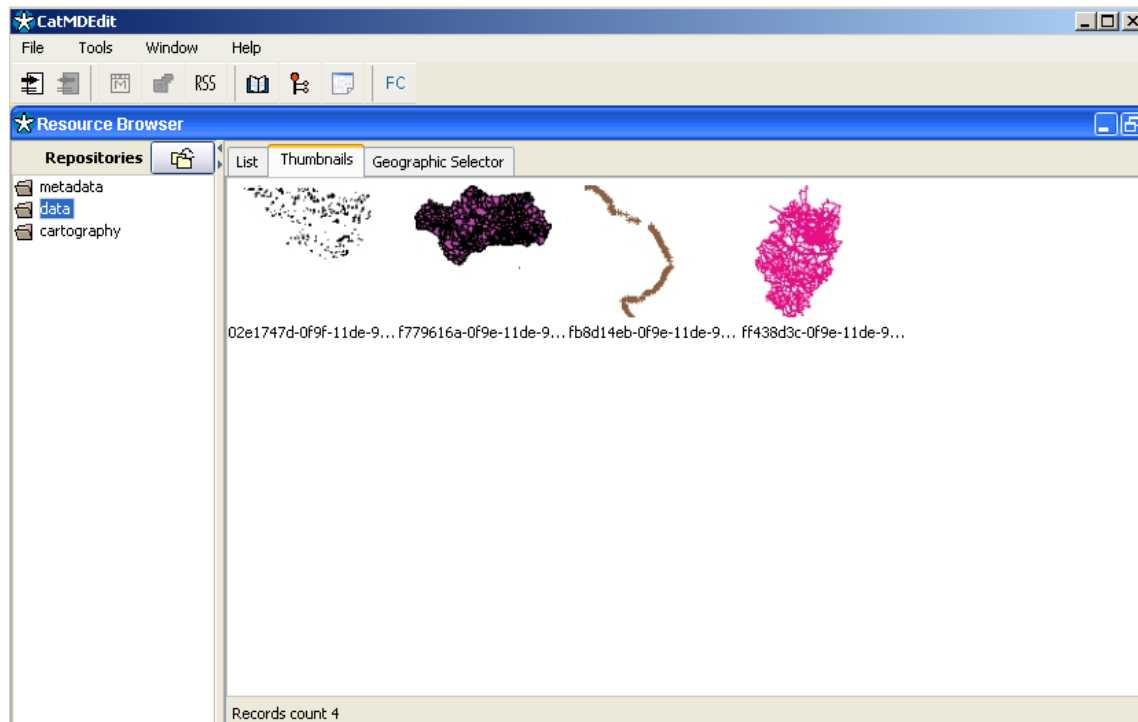 CatMDEdit
File Tools Window Help
M RSS FC
Resource Browser
Repositories
List Thumbnails Geographic Selector
metadata
data
cartography
02e1747d-0f9f-11de-9... f779616a-0f9e-11de-9... fb8d14eb-0f9e-11de-9... ff438d3c-0f9e-11de-9...
Records count 4